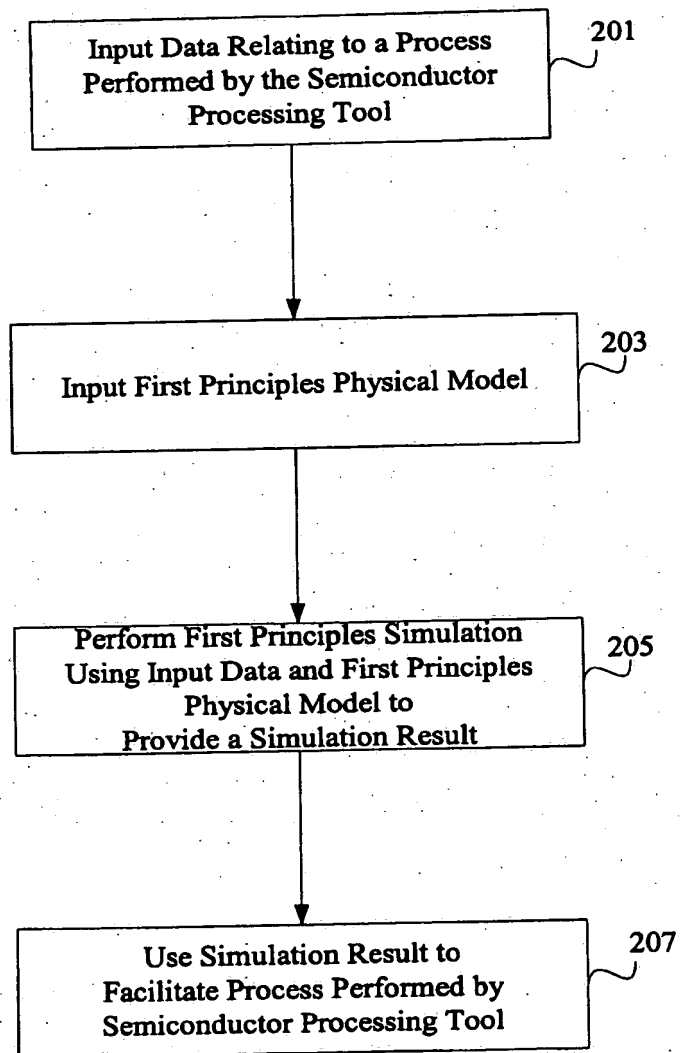 Input Data Relating to a Process
Performed by the Semiconductor
Processing Tool
201
Input First Principles Physical Model
203
Perform First Principles Simulation
Using Input Data and First Principles
Physical Model to
Provide a Simulation Result
205
Use Simulation Result to
Facilitate Process Performed by
Semiconductor Processing Tool
207